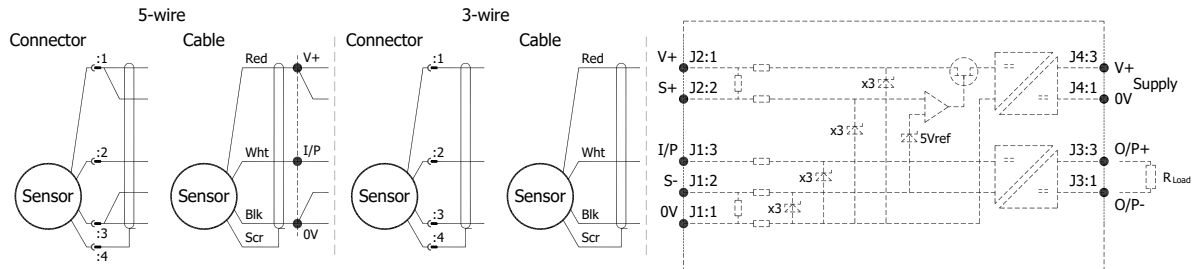 5-wire
Connector
Cable
:1
:2
:3
:4
Sensor
Red
Wht
Blk
Scr
Sensor
V+
I/P
0V
3-wire
Connector
Cable
:1
:2
:3
:4
Sensor
Red
Wht
Blk
Scr
Sensor
V+ J2:1
S+ J2:2
I/P J1:3
S- J1:2
0V J1:1
x3
x3
x3
x3
5Vref
J4:3 V+
Supply
J4:1 0V
J3:3 O/P+
J3:1 O/P-
RLoad